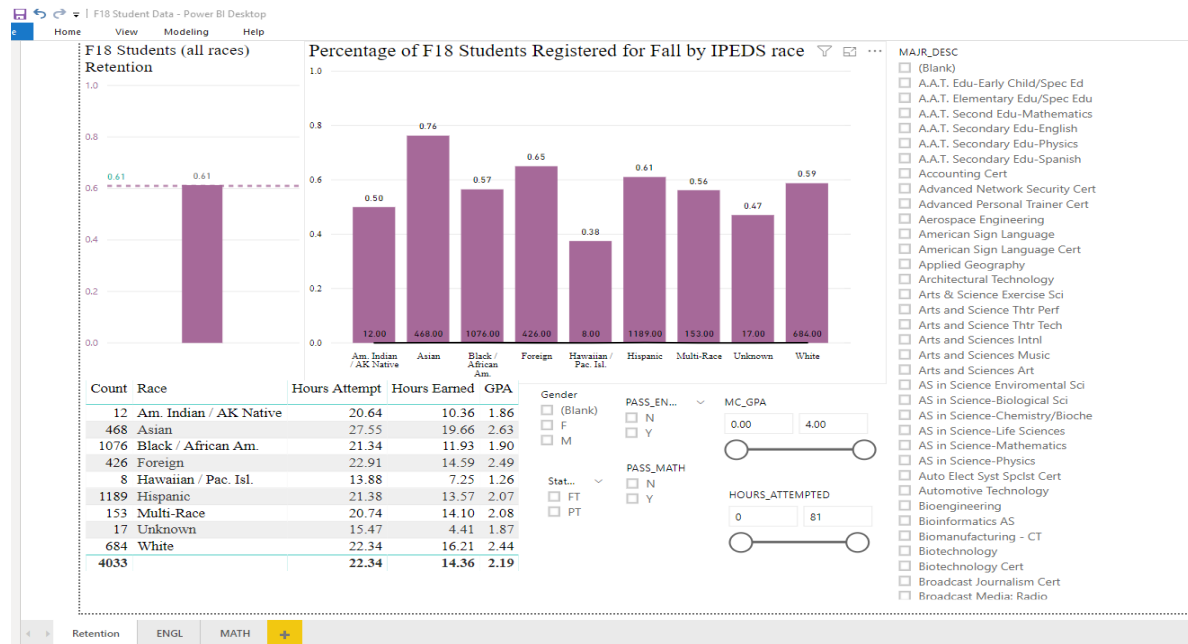 F18 Student Data - Power BI Desktop
e Home View Modeling Help
F18 Students (all races)
Retention
1.0
0.8
0.61 0.61
0.6
0.4
0.2
0.0
Percentage of F18 Students Registered for Fall by IPEDS race
1.0
0.8
0.6
0.4
0.2
0.0
0.50 0.76 0.57 0.65 0.38 0.61 0.56 0.47 0.59
12.00 468.00 1076.00 426.00 8.00 1189.00 153.00 17.00 684.00
Am. Indian / AK Native Asian Black / African Am. Foreign Hawaiian / Pac. Isl. Hispanic Multi-Race Unknown White
Count Race Hours Attempt Hours Earned GPA
12 Am. Indian / AK Native 20.64 10.36 1.86
468 Asian 27.55 19.66 2.63
1076 Black / African Am. 21.34 11.93 1.90
426 Foreign 22.91 14.59 2.49
8 Hawaiian / Pac. Isl. 13.88 7.25 1.26
1189 Hispanic 21.38 13.57 2.07
153 Multi-Race 20.74 14.10 2.08
17 Unknown 15.47 4.41 1.87
684 White 22.34 16.21 2.44
4033 22.34 14.36 2.19
Gender
(Blank)
F
M
Stat...
FT
PT
PASS_EN...
N
Y
PASS_MATH
N
Y
MC_GPA
0.00 4.00
HOURS_ATTEMPTED
0 81
MAJR_DESC
(Blank)
A.A.T. Edu-Early Child/Spec Ed
A.A.T. Elementary Edu/Spec Edu
A.A.T. Second Edu-Mathematics
A.A.T. Secondary Edu-English
A.A.T. Secondary Edu-Physics
A.A.T. Secondary Edu-Spanish
Accounting Cert
Advanced Network Security Cert
Advanced Personal Trainer Cert
Aerospace Engineering
American Sign Language
American Sign Language Cert
Applied Geography
Architectural Technology
Arts & Science Exercise Sci
Arts and Science Thtr Perf
Arts and Science Thtr Tech
Arts and Sciences Intnl
Arts and Sciences Music
Arts and Sciences Art
AS in Science Enviromental Sci
AS in Science-Biological Sci
AS in Science-Chemistry/Bioche
AS in Science-Life Sciences
AS in Science-Mathematics
AS in Science-Physics
Auto Elect Syst Spclst Cert
Automotive Technology
Bioengineering
Bioinformatics AS
Biomanufacturing - CT
Biotechnology
Biotechnology Cert
Broadcast Journalism Cert
Broadcast Media: Radio
Retention ENGL MATH +